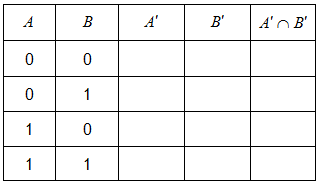 A B A′ B′ A′ ∩ B′
0 0
0 1
1 0
1 1